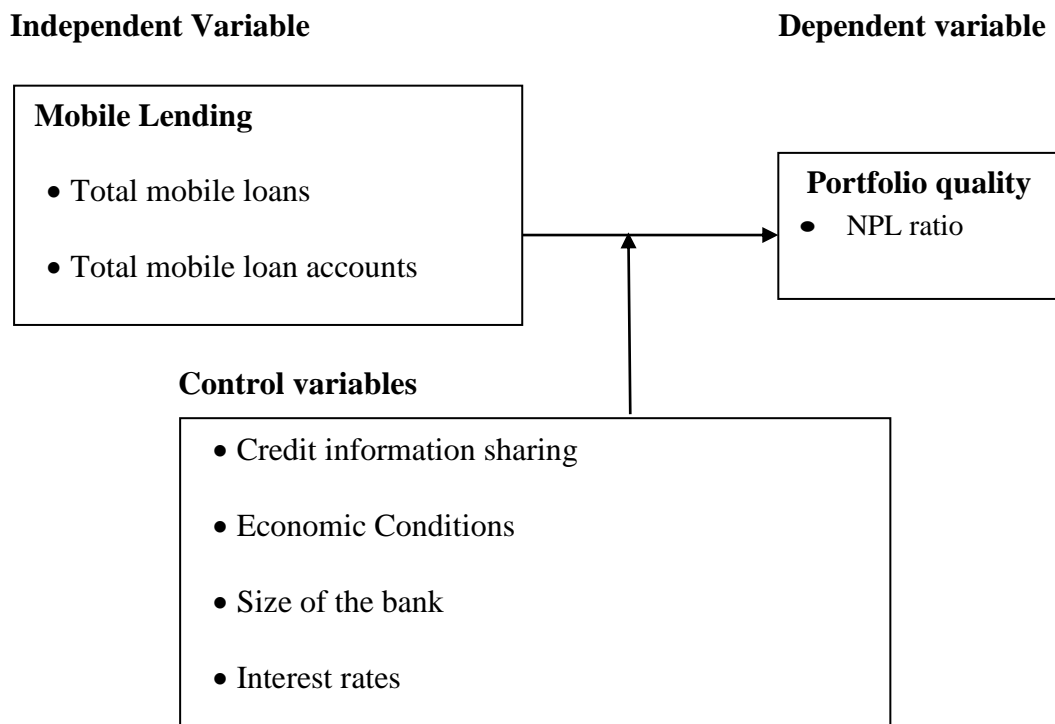 Independent Variable
Dependent variable
Mobile Lending
• Total mobile loans
• Total mobile loan accounts
Portfolio quality
• NPL ratio
Control variables
• Credit information sharing
• Economic Conditions
• Size of the bank
• Interest rates